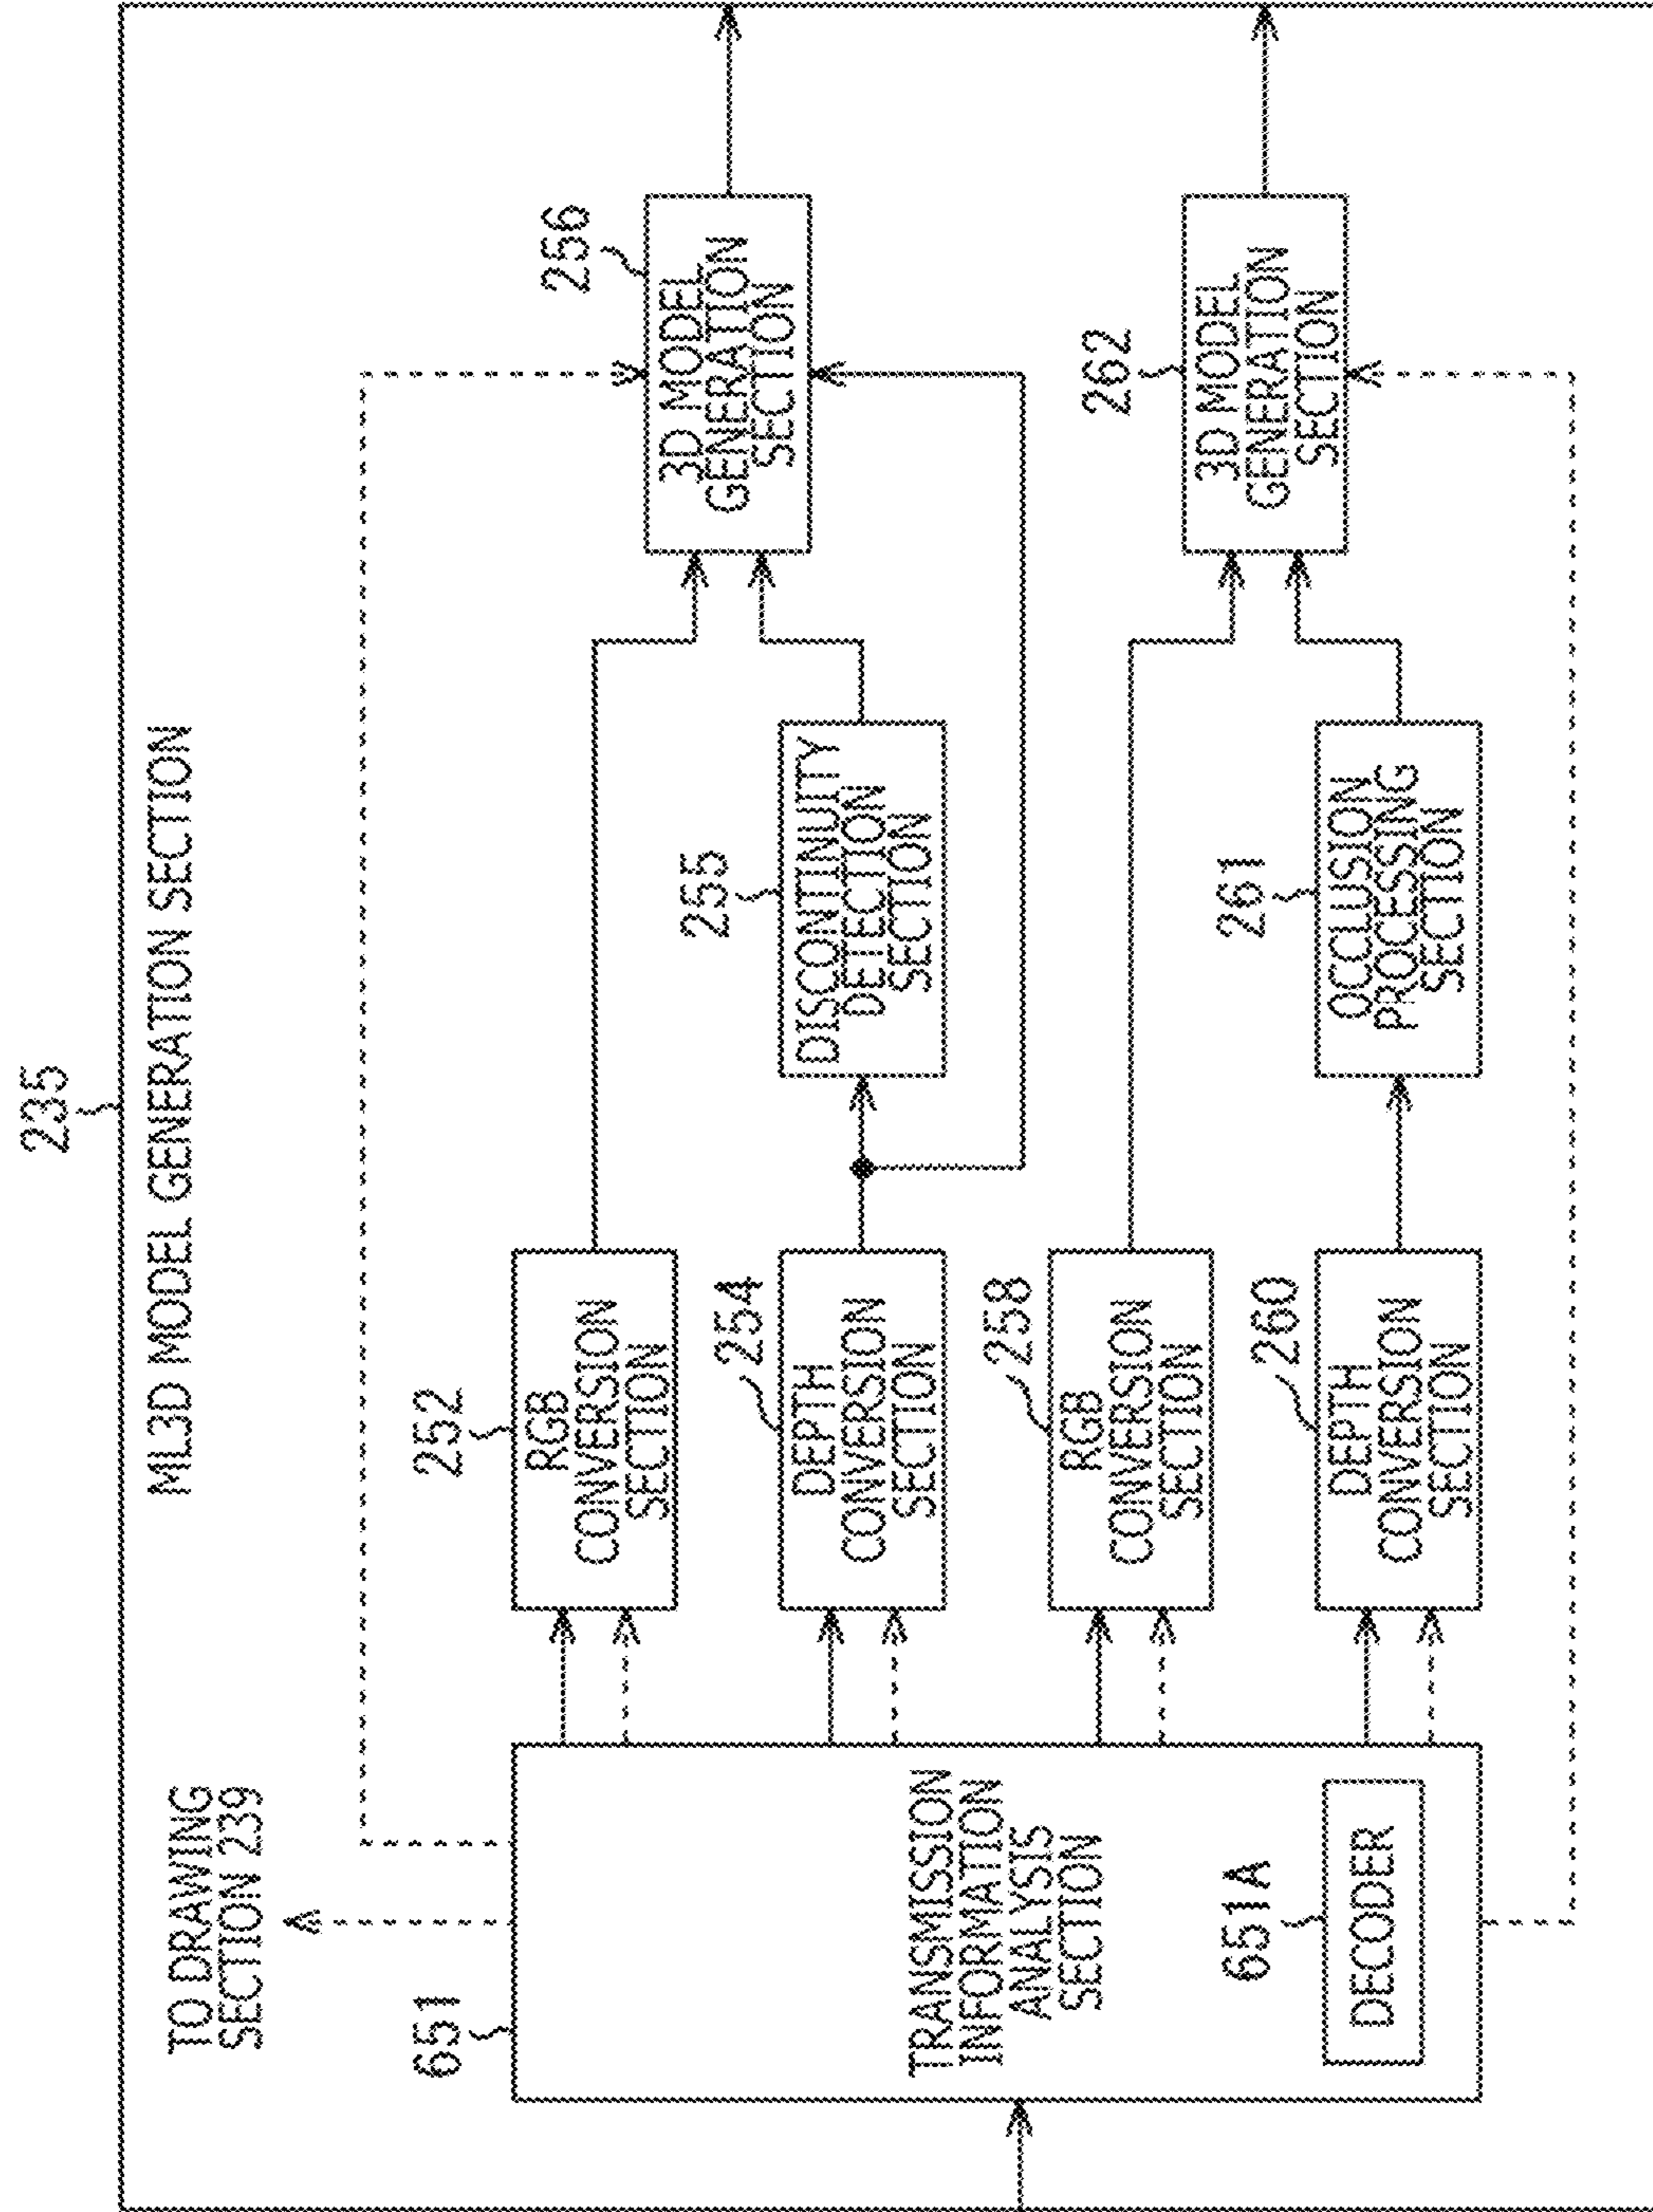 235
ML3D MODEL GENERATION SECTION
TO DRAWING
SECTION 239
651
TRANSMISSION
INFORMATION
ANALYSIS
SECTION
651A
DECODER
252
RGB
CONVERSION
SECTION
254
DEPTH
CONVERSION
SECTION
258
RGB
CONVERSION
SECTION
260
DEPTH
CONVERSION
SECTION
255
DISCONTINUITY
DETECTION
SECTION
261
OCCLUSION
PROCESSING
SECTION
256
3D MODEL
GENERATION
SECTION
262
3D MODEL
GENERATION
SECTION